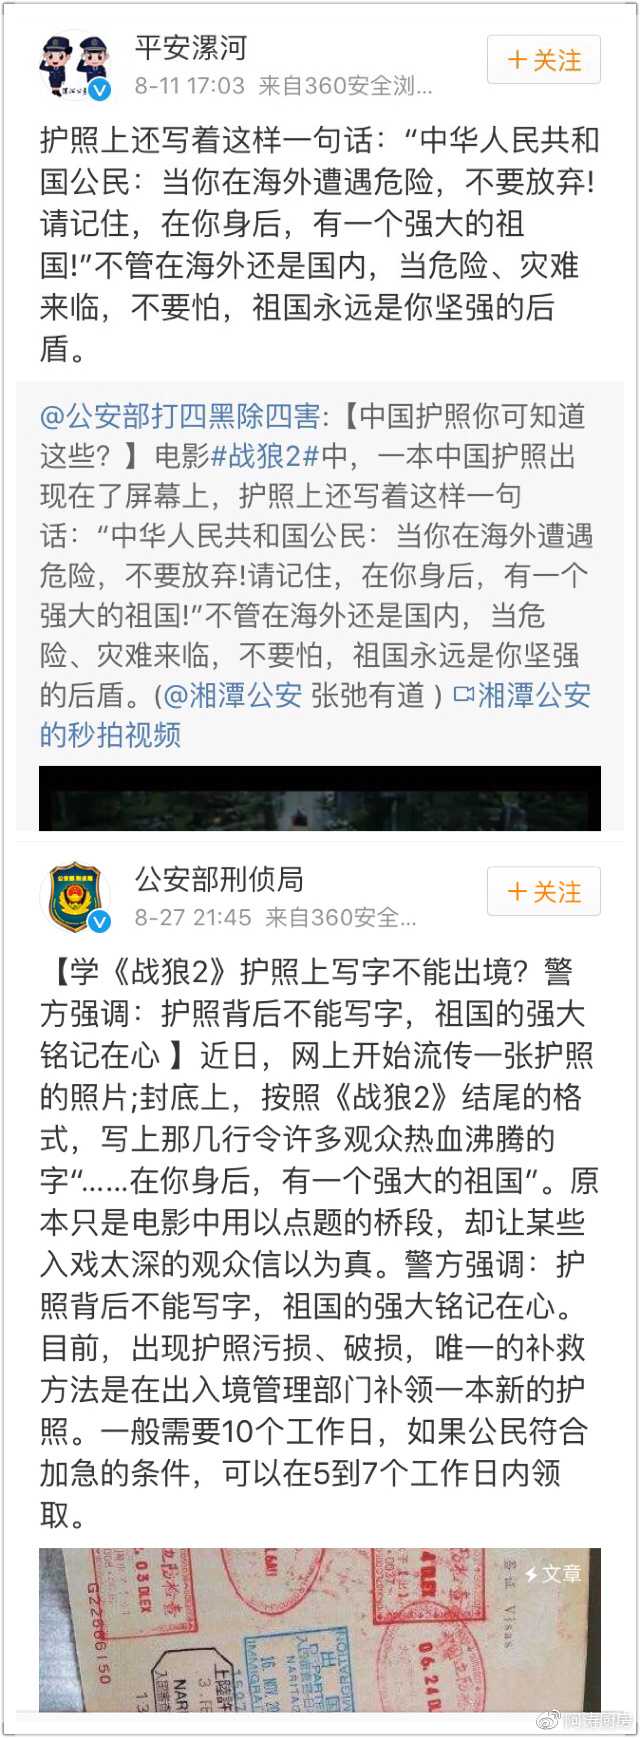 平安漯河
+关注
8-11 17:03 来自360安全浏...
护照上还写着这样一句话：“中华人民共和
国公民：当你在海外遭遇危险，不要放弃!
请记住，在你身后，有一个强大的祖
国!”不管在海外还是国内，当危险、灾难
来临，不要怕，祖国永远是你坚强的后
盾。
@公安部打四黑除四害:【中国护照你可知道
这些？】电影#战狼2#中，一本中国护照出
现在了屏幕上，护照上还写着这样一句
话：“中华人民共和国公民：当你在海外遭遇
危险，不要放弃!请记住，在你身后，有一个
强大的祖国!”不管在海外还是国内，当危
险、灾难来临，不要怕，祖国永远是你坚强
的后盾。(@湘潭公安 张弛有道 ) 湘潭公安
的秒拍视频
公安部刑侦局
+关注
8-27 21:45 来自360安全...
【学《战狼2》护照上写字不能出境？警
方强调：护照背后不能写字，祖国的强大
铭记在心 】近日，网上开始流传一张护照
的照片;封底上，按照《战狼2》结尾的格
式，写上那几行令许多观众热血沸腾的
字“......在你身后，有一个强大的祖国”。原
本只是电影中用以点题的桥段，却让某些
入戏太深的观众信以为真。警方强调：护
照背后不能写字，祖国的强大铭记在心。
目前，出现护照污损、破损，唯一的补救
方法是在出入境管理部门补领一本新的护
照。一般需要10个工作日，如果公民符合
加急的条件，可以在5到7个工作日内领
取。
文章
签证 Visas
G22686150
03 DLEX
06.24 DLE
出国
NARITA
16. NOV. 20
上陸許
NAR
阿涛厨房